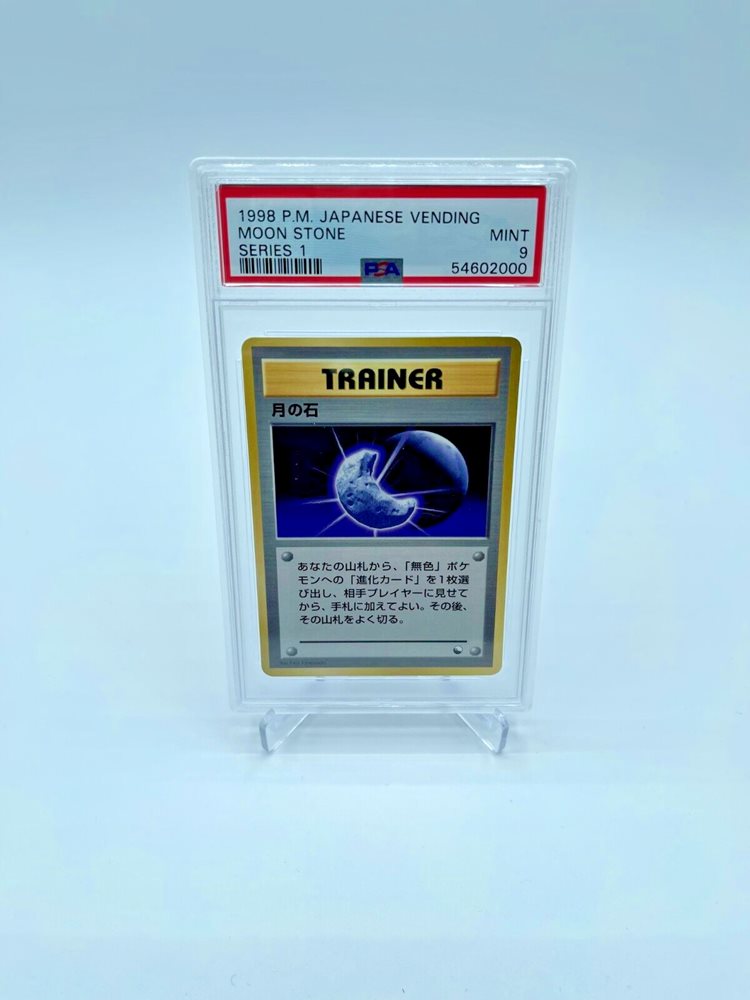 1998 P.M. JAPANESE VENDING
MOON STONE MINT
SERIES 1 9
PSA 54602000
TRAINER
月の石
あなたの山札から、「無色」ポケ
モンへの「進化カード」を1枚選
び出し、相手プレイヤーに見せて
から、手札に加えてよい。その後、
その山札をよく切る。